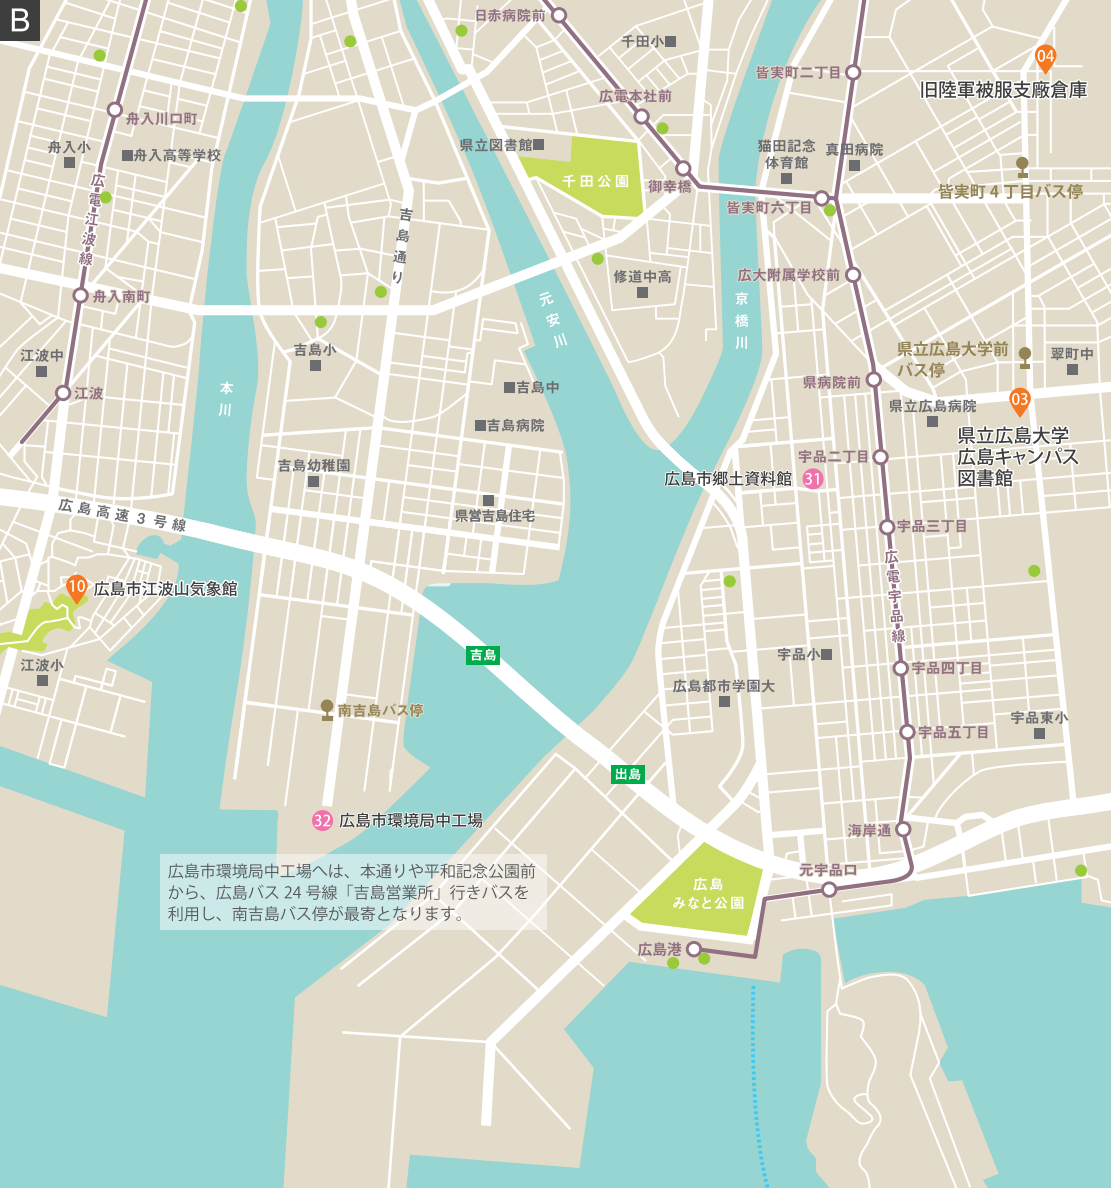 B
日赤病院前
千田小
皆実町二丁目
04
旧陸軍被服支廠倉庫
広電本社前
舟入川口町
舟入小
舟入高等学校
県立図書館
猫田記念
体育館
真田病院
千田公園
御幸橋
皆実町4丁目バス停
皆実町六丁目
広電江波線
吉島通り
修道中高
広大附属学校前
舟入南町
元安川
京橋川
江波中
吉島小
県立広島大学前
バス停
翠町中
江波
本川
吉島中
県病院前
03
県立広島病院
吉島病院
県立広島大学
広島キャンパス
図書館
宇品二丁目
吉島幼稚園
広島市郷土資料館
31
県営吉島住宅
広島高速3号線
宇品三丁目
広電宇品線
10
広島市江波山気象館
吉島
宇品小
宇品四丁目
江波小
広島都市学園大
南吉島バス停
宇品東小
宇品五丁目
出島
32
広島市環境局中工場
海岸通
広島市環境局中工場へは、本通りや平和記念公園前
から、広島バス 24 号線「吉島営業所」行きバスを
利用し、南吉島バス停が最寄となります。
元宇品口
広島
みなと公園
広島港